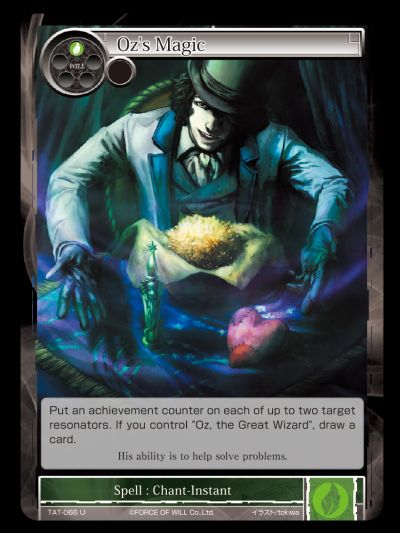 Oz's Magic
WILL
Put an achievement counter on each of up to two target
resonators. If you control "Oz, the Great Wizard", draw a
card.
His ability is to help solve problems.
Spell : Chant-Instant
TAT-066 U ©FORCE OF WILL Co.,Ltd. イラスト/tokiwa